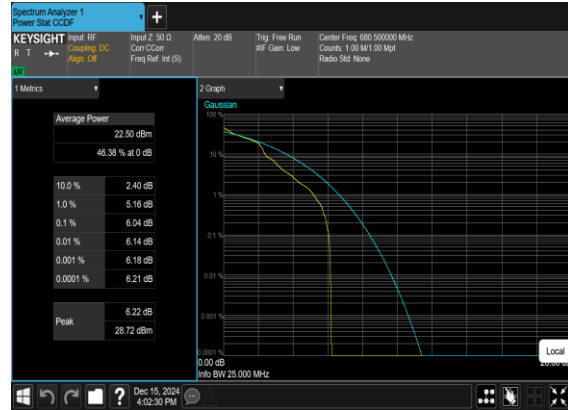 Spectrum Analyzer 1
Power Stat CCDF
KEYSIGHT
R T
LXI
Input: RF
Coupling: DC
Align: Off
Input Z: 50 Ω
Corr CCorr
Freq Ref: Int (S)
Atten: 20 dB
Trig: Free Run
#IF Gain: Low
Center Freq: 680.500000 MHz
Counts: 1.00 M/1.00 Mpt
Radio Std: None
1 Metrics
Average Power
22.50 dBm
46.38 % at 0 dB
10.0 % 2.40 dB
1.0 % 5.16 dB
0.1 % 6.04 dB
0.01 % 6.14 dB
0.001 % 6.18 dB
0.0001 % 6.21 dB
Peak
6.22 dB
28.72 dBm
2 Graph
Gaussian
100 %
10 %
1 %
0.1 %
0.01 %
0.001 %
0.0001 %
0.00 dB
Info BW 25.000 MHz
Local
?
Dec 15, 2024
4:02:30 PM